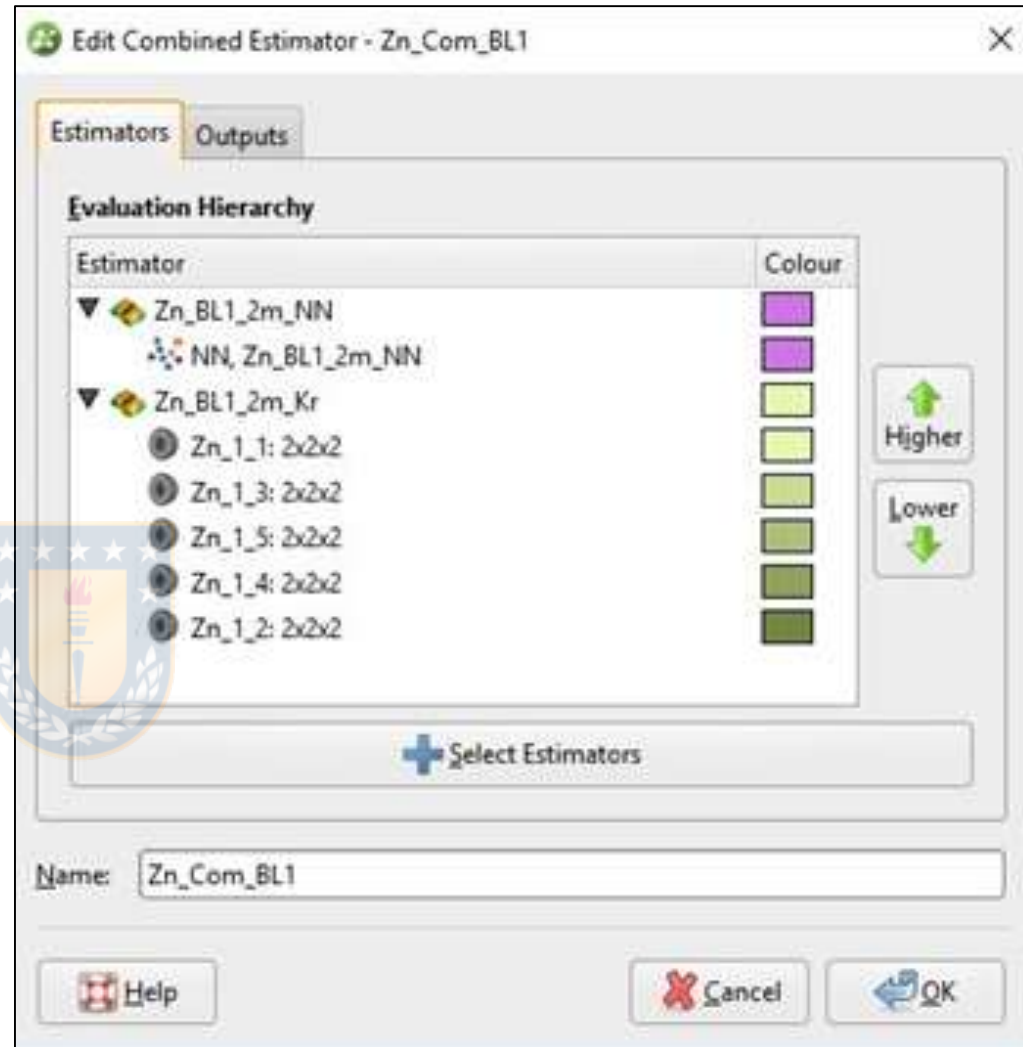 Edit Combined Estimator - Zn_Com_BL1
Estimators Outputs
Evaluation Hierarchy
Estimator Colour
Zn_BL1_2m_NN
NN, Zn_BL1_2m_NN
Zn_BL1_2m_Kr
Zn_1_1: 2x2x2
Zn_1_3: 2x2x2
Zn_1_5: 2x2x2
Zn_1_4: 2x2x2
Zn_1_2: 2x2x2
Higher
Lower
Select Estimators
Name: Zn_Com_BL1
Help Cancel OK